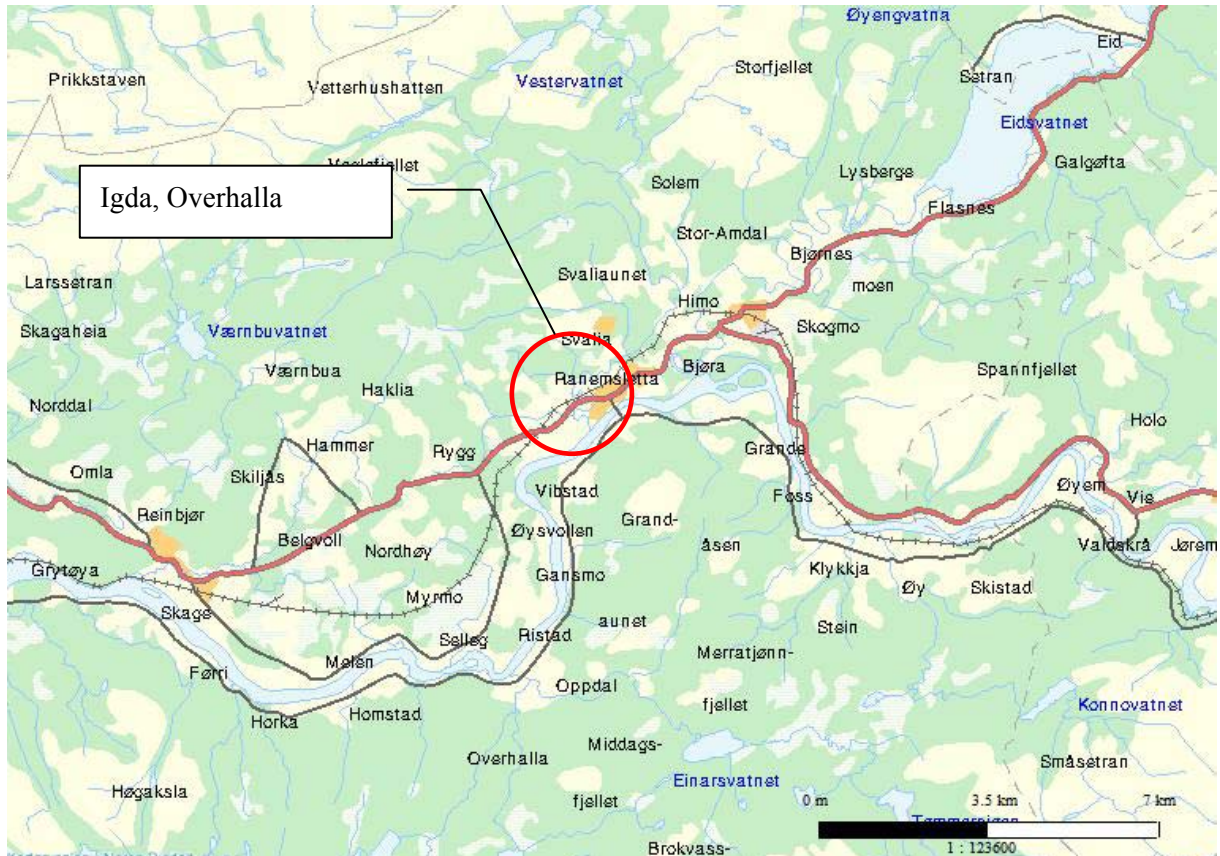 Øyengvatna
Eid
Prikkstaven
Vetterhushatten
Vestervatnet
Storfjellet
Setran
Eidsvatnet
Galgøfta
Lysberge
Igda, Overhalla
Solem
Flasnes
Stor-Amdal
Bjørnes
moen
Larssetran
Svaliaunet
Himo
Skogmo
Skagaheia
Værnbuvatnet
Svalia
Værnbua
Haklia
Ranemsletta
Bjøra
Spannfjellet
Norddal
Holo
Hammer
Rygg
Grande
Omla
Skiljås
Vibstad
Foss
Øyem
Vie
Reinbjør
Belgvoll
Nordhøy
Øysvollen
Grand-
åsen
Valdskrå
Jørem
Grytøya
Gansmo
Klykkja
Øy
Skistad
Skage
Myrmo
aunet
Stein
Selleg
Ristad
Merratjønn-
Melen
Førri
Oppdal
fjellet
Konnovatnet
Horka
Homstad
Overhalla
Middags-
Småsetran
Høgaksla
Einarsvatnet
fjellet
0 m
3.5 km
7 km
1 : 123600
Brokvass-